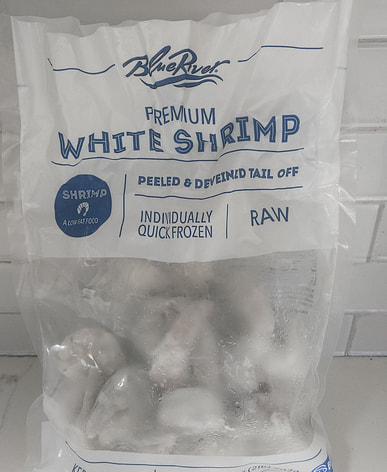 BlueRiver
PREMIUM
WHITE SHRIMP
PEELED & DEVEINED TAIL OFF
SHRIMP
A LOW FAT FOOD
INDIVIDUALLY
QUICK FROZEN
RAW